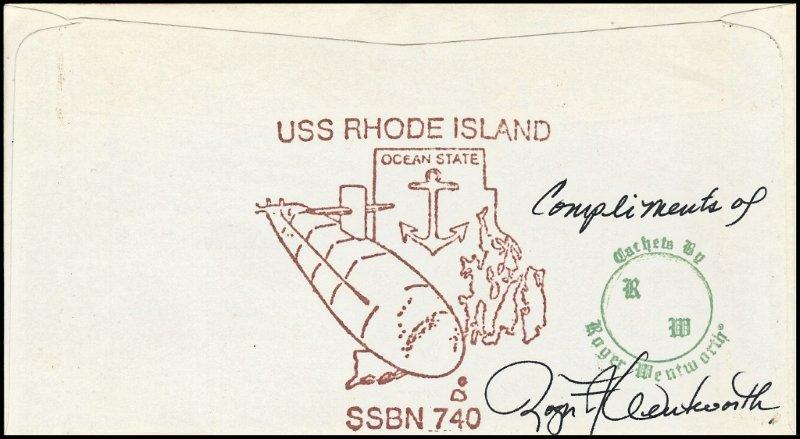 USS RHODE ISLAND
OCEAN STATE
Compliments of
Cachets By
R
W
Roger Wentworth®
Roger Wentworth
SSBN 740